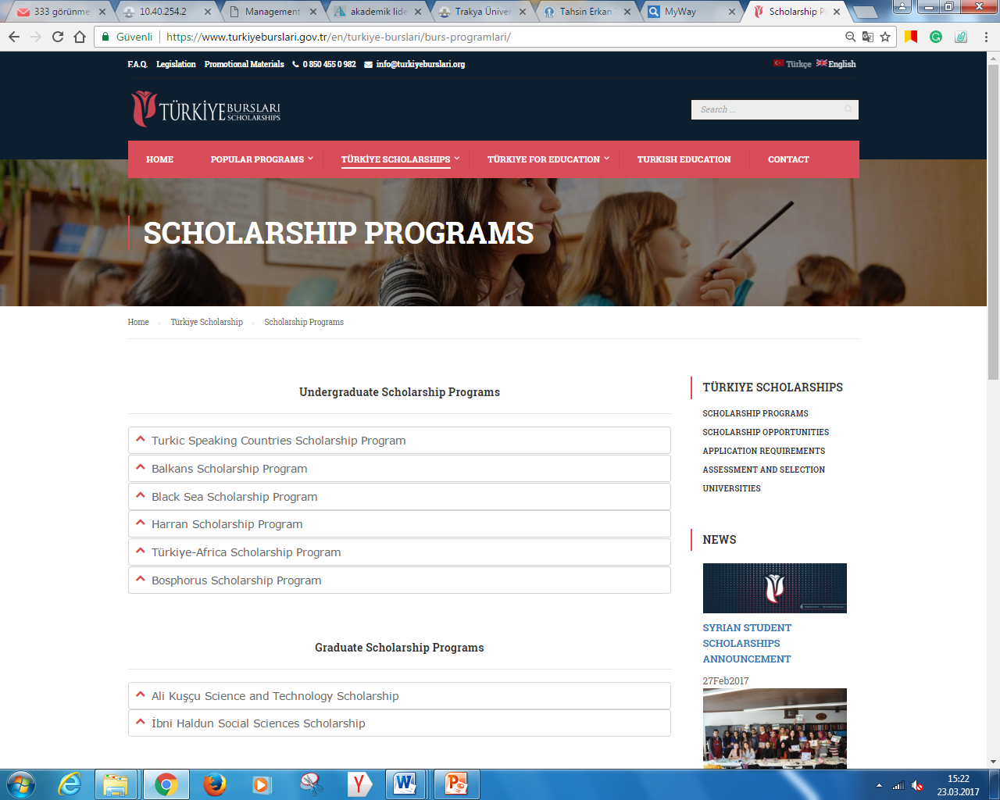 333 görünme
10.40.254.2
Management
akademik lide
Trakya Üniver
Tahsin Erkan
MyWay
Scholarship P
Güvenli
https://www.turkiyeburslari.gov.tr/en/turkiye-burslari/burs-programlari/
F.A.Q. Legislation Promotional Materials 0 850 455 0 982 info@turkiyeburslari.org
Türkçe English
TÜRKİYE BURSLARI
SCHOLARSHIPS
Search ...
HOME POPULAR PROGRAMS TÜRKİYE SCHOLARSHIPS TÜRKIYE FOR EDUCATION TURKISH EDUCATION CONTACT
SCHOLARSHIP PROGRAMS
Home Türkiye Scholarship Scholarship Programs
Undergraduate Scholarship Programs
Turkic Speaking Countries Scholarship Program
Balkans Scholarship Program
Black Sea Scholarship Program
Harran Scholarship Program
Türkiye-Africa Scholarship Program
Bosphorus Scholarship Program
Graduate Scholarship Programs
Ali Kuşçu Science and Technology Scholarship
İbni Haldun Social Sciences Scholarship
TÜRKIYE SCHOLARSHIPS
SCHOLARSHIP PROGRAMS
SCHOLARSHIP OPPORTUNITIES
APPLICATION REQUIREMENTS
ASSESSMENT AND SELECTION
UNIVERSITIES
NEWS
SYRIAN STUDENT
SCHOLARSHIPS
ANNOUNCEMENT
27Feb2017
15:22
23.03.2017